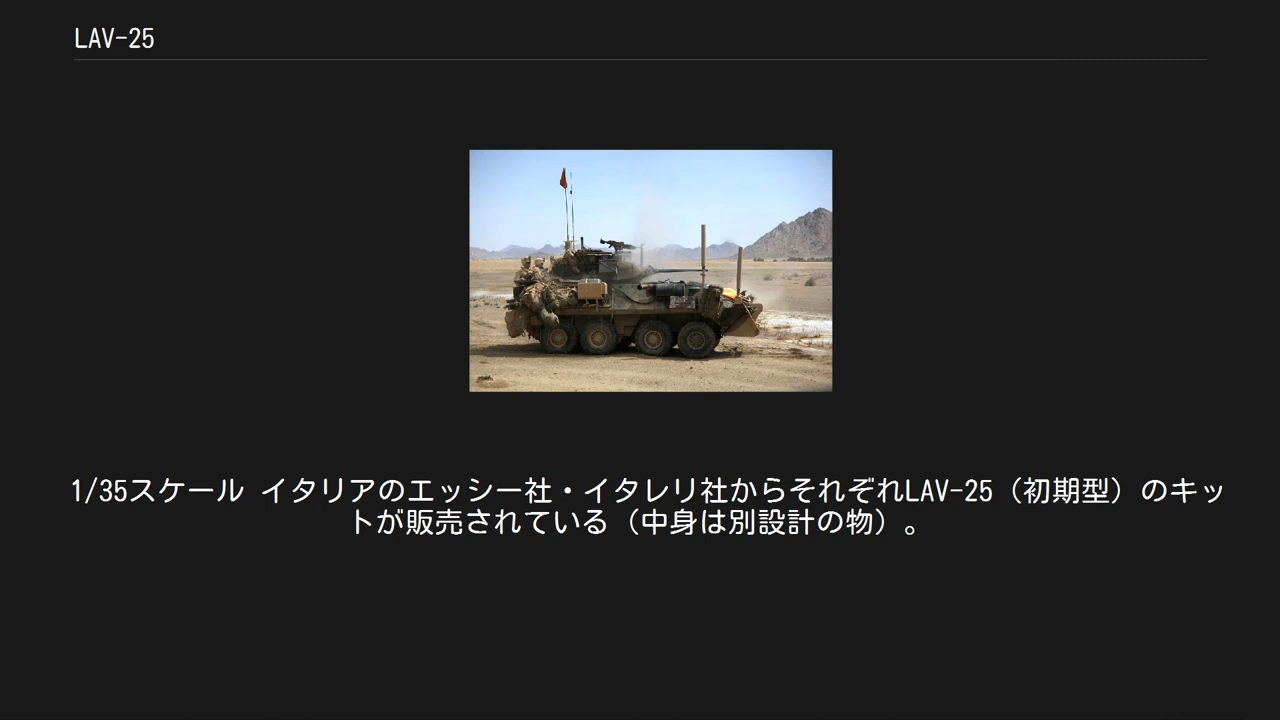 LAV-25
1/35スケール イタリアのエッシー社・イタレリ社からそれぞれLAV-25（初期型）のキッ
トが販売されている（中身は別設計の物）。